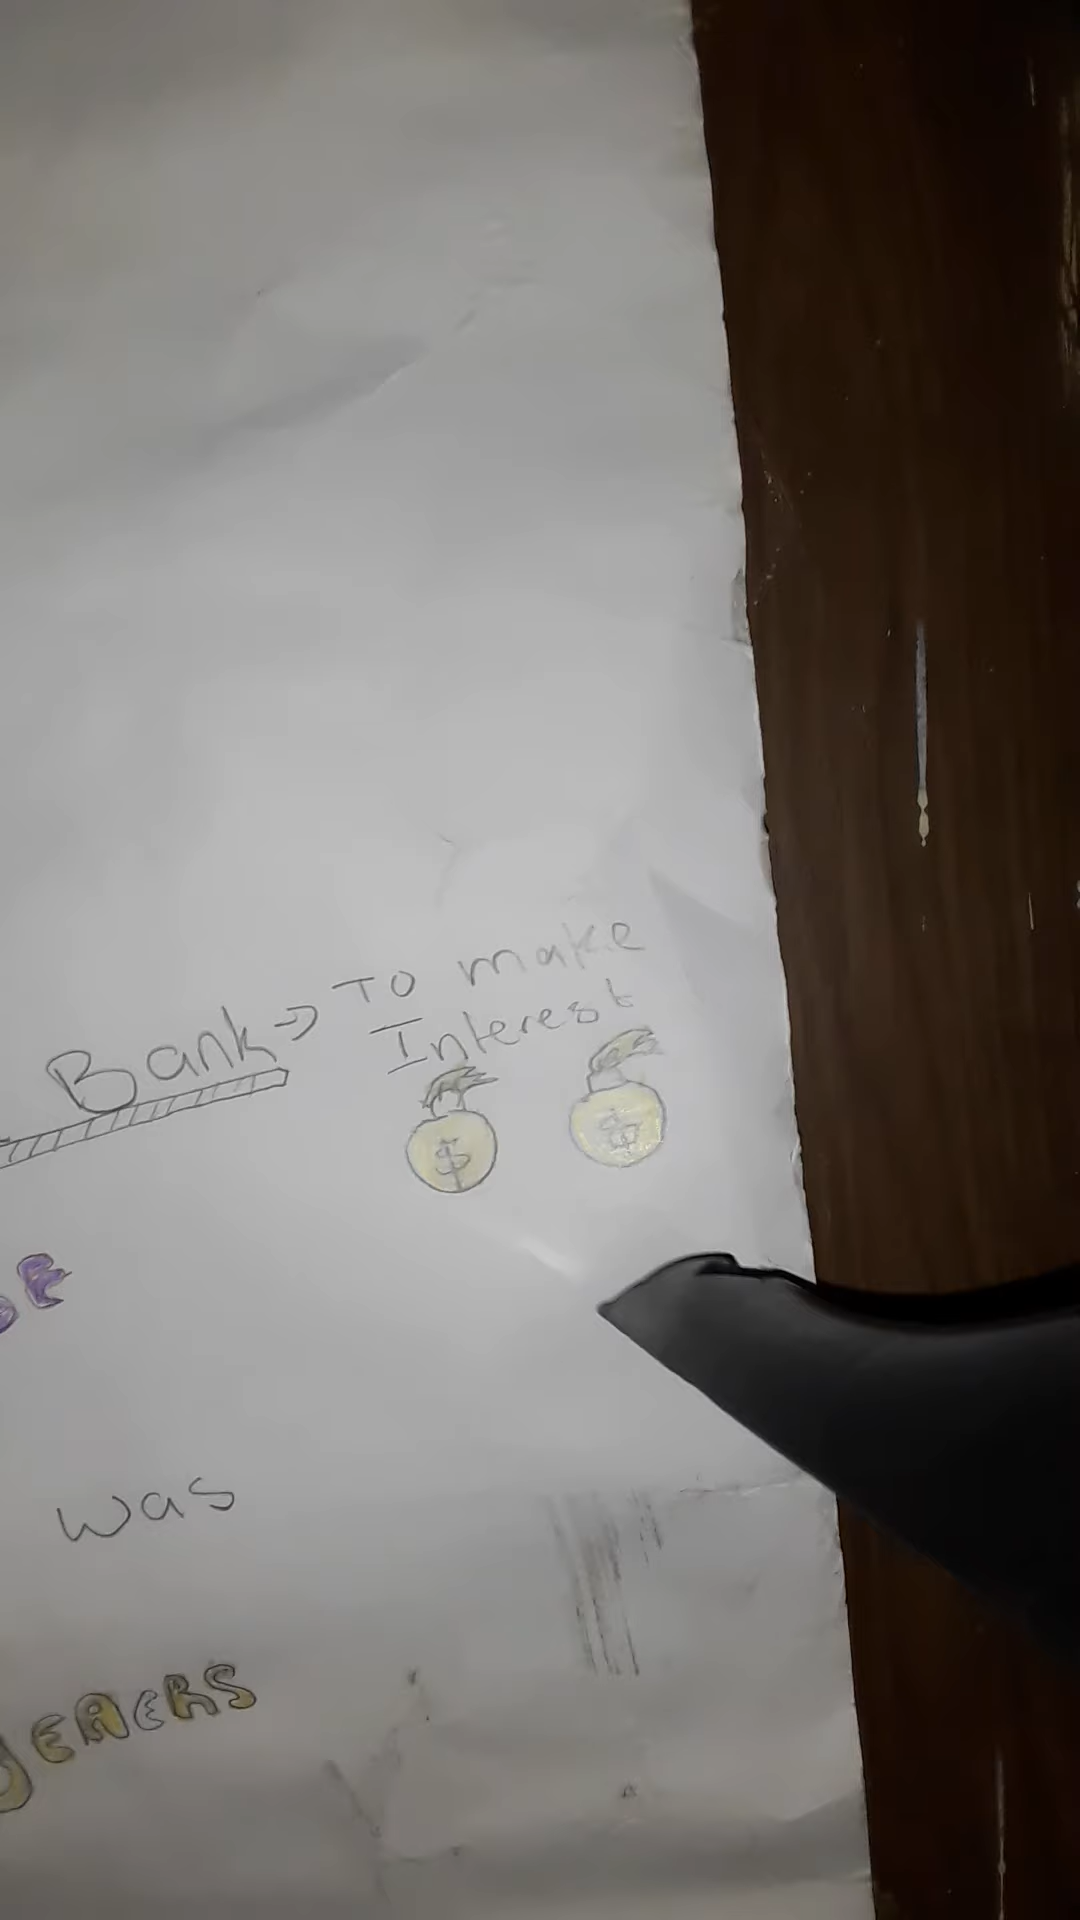 To make
Bank → Interest
$ $
was